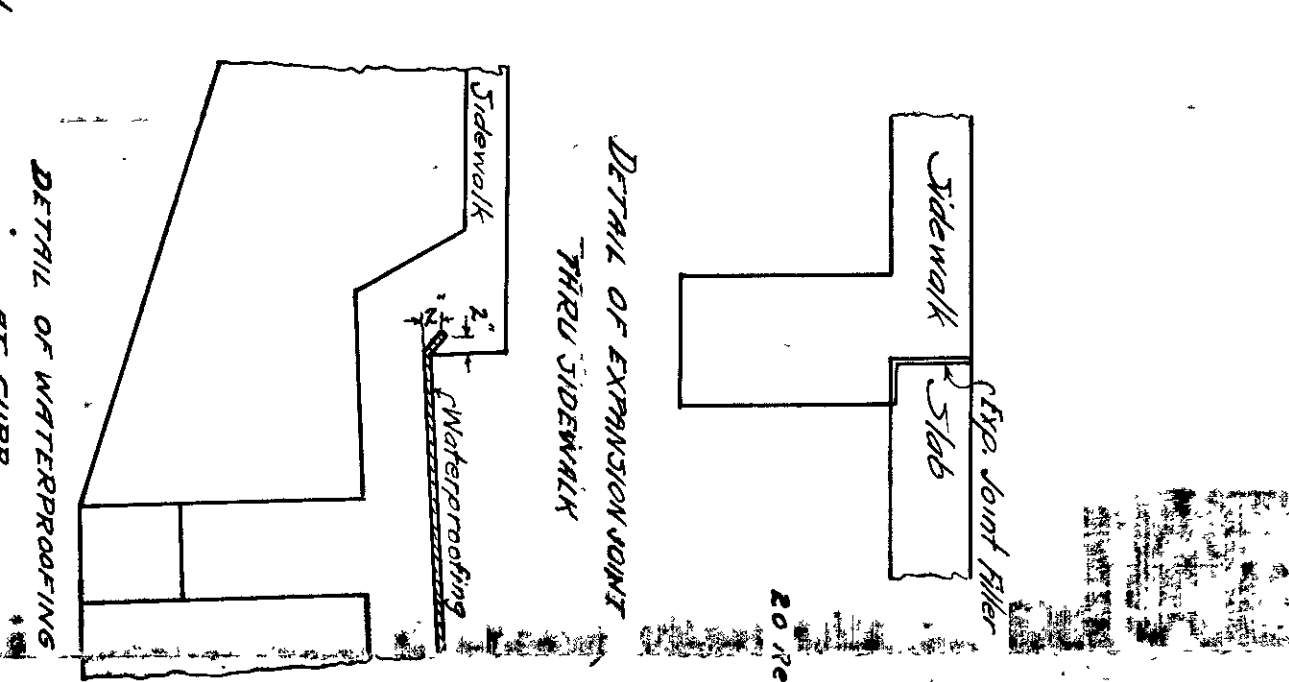 Exp. Joint Filler
Sidewalk
Slab
DETAIL OF EXPANSION JOINT
THRU SIDEWALK
Sidewalk
2"
2"
Waterproofing
DETAIL OF WATERPROOFING
AT CURB
20